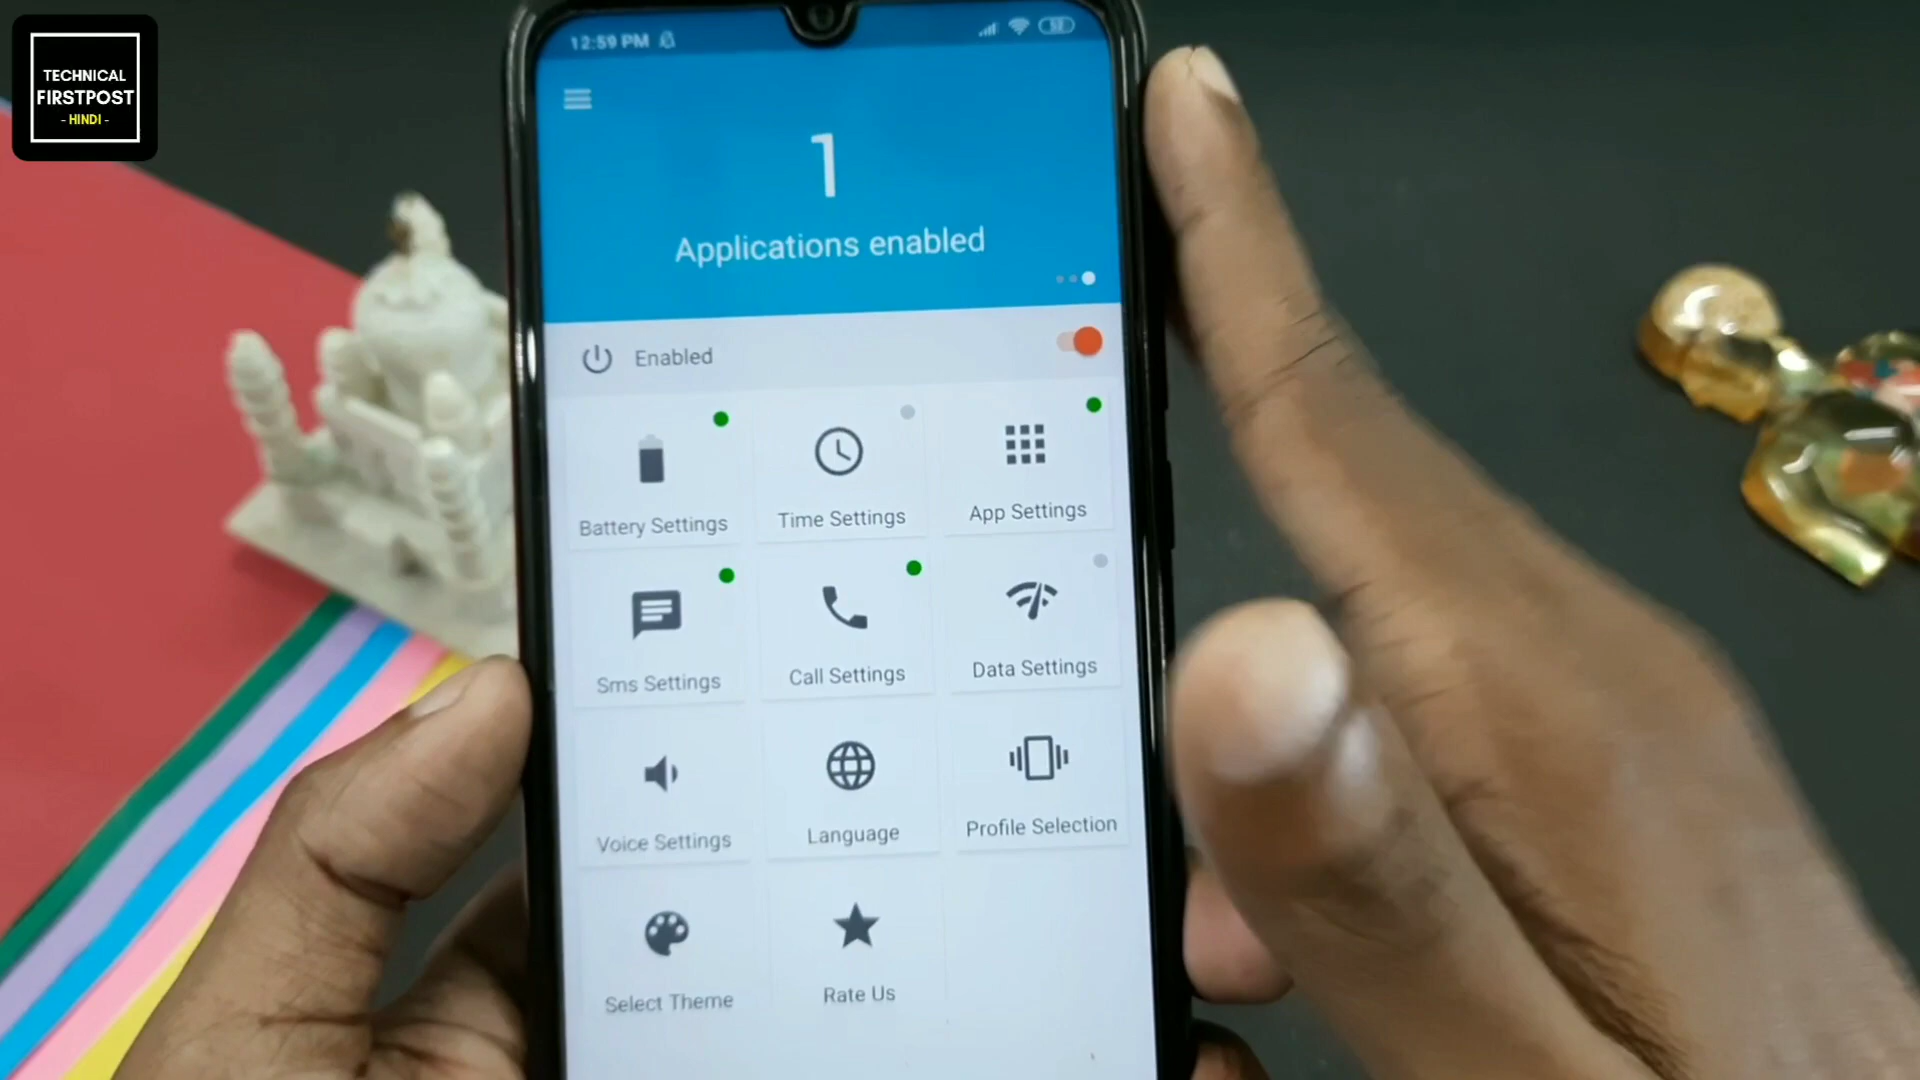 TECHNICAL
FIRSTPOST
- HINDI -
12:59 PM
52
1
Applications enabled
Enabled
Battery Settings
Time Settings
App Settings
Sms Settings
Call Settings
Data Settings
Voice Settings
Language
Profile Selection
Select Theme
Rate Us